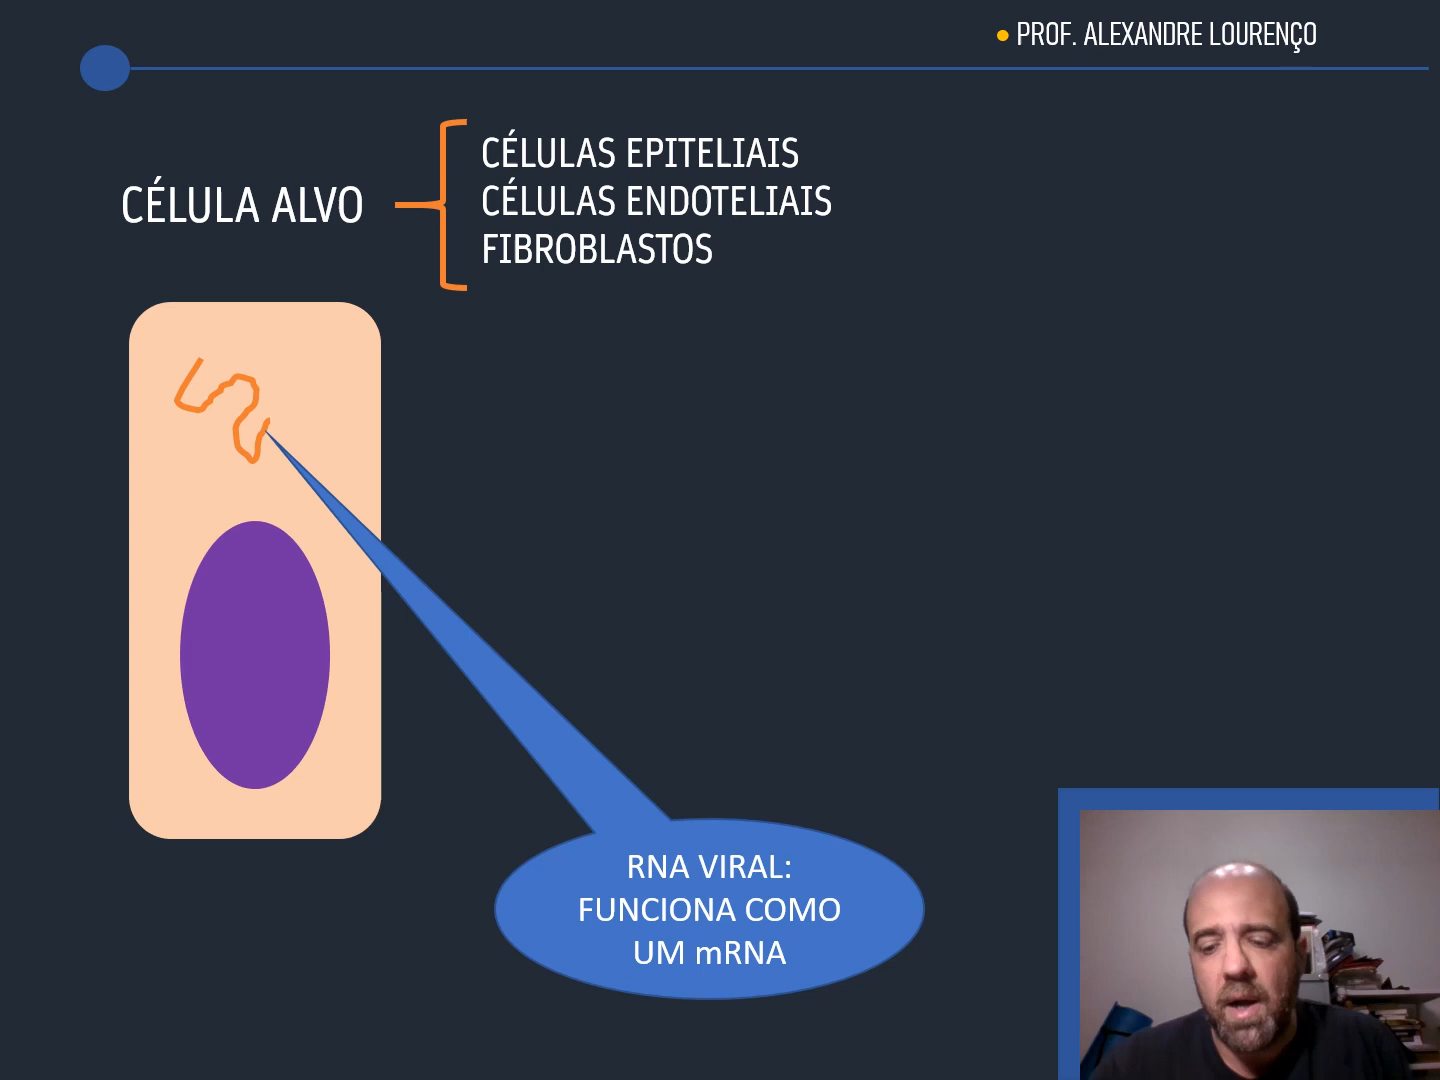 PROF. ALEXANDRE LOURENÇO
CÉLULA ALVO
CÉLULAS EPITELIAIS
CÉLULAS ENDOTELIAIS
FIBROBLASTOS
RNA VIRAL:
FUNCIONA COMO
UM mRNA